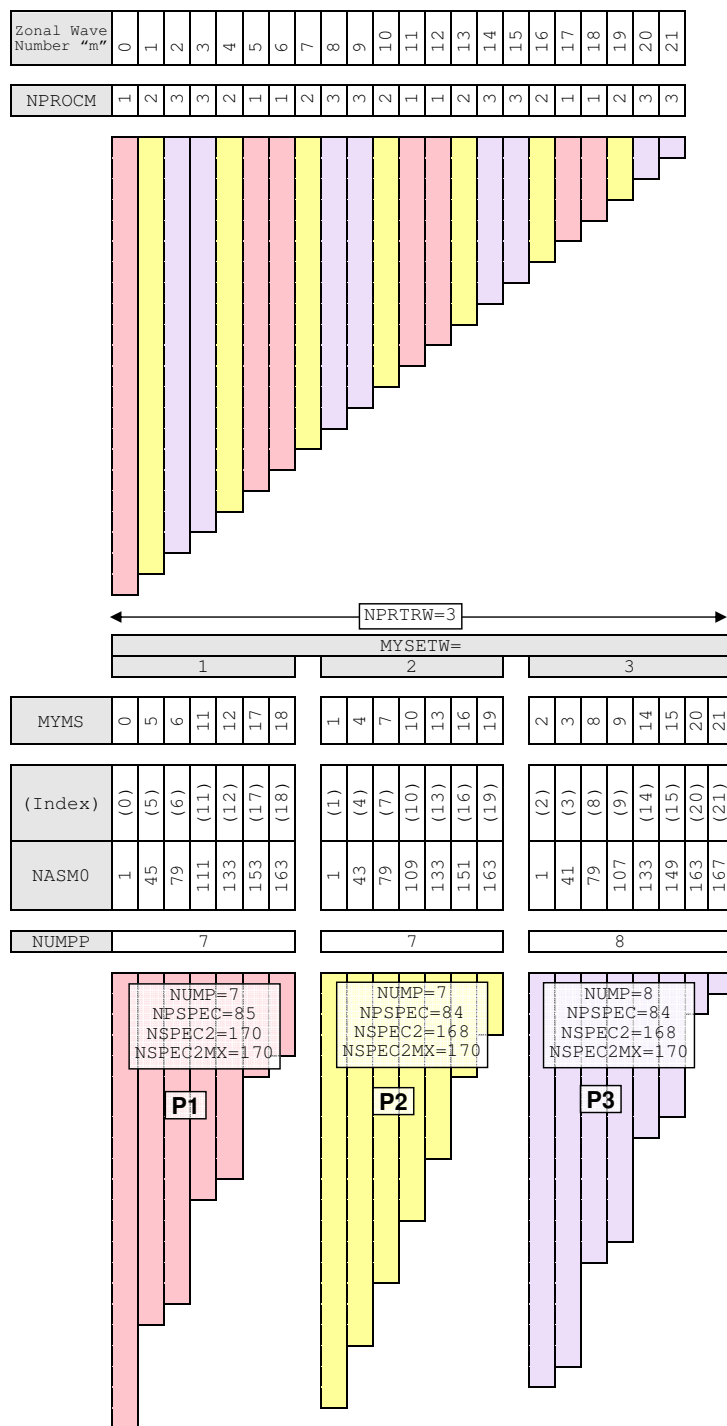 Zonal Wave Number "m" 0 1 2 3 4 5 6 7 8 9 10 11 12 13 14 15 16 17 18 19 20 21
NPROCM 1 2 3 3 2 1 1 2 3 3 2 1 1 2 3 3 2 1 1 2 3 3
NPRTRW=3
MYSETW=
1 2 3
MYMS 0 5 6 11 12 17 18 1 4 7 10 13 16 19 2 3 8 9 14 15 20 21
(Index) (0) (5) (6) (11) (12) (17) (18) (1) (4) (7) (10) (13) (16) (19) (2) (3) (8) (9) (14) (15) (20) (21)
NASM0 1 45 79 111 133 153 163 1 43 79 109 133 151 163 1 41 79 107 133 149 163 167
NUMPP 7 7 8
NUMP=7
NPSPEC=85
NSPEC2=170
NSPEC2MX=170
P1
NUMP=7
NPSPEC=84
NSPEC2=168
NSPEC2MX=170
P2
NUMP=8
NPSPEC=84
NSPEC2=168
NSPEC2MX=170
P3